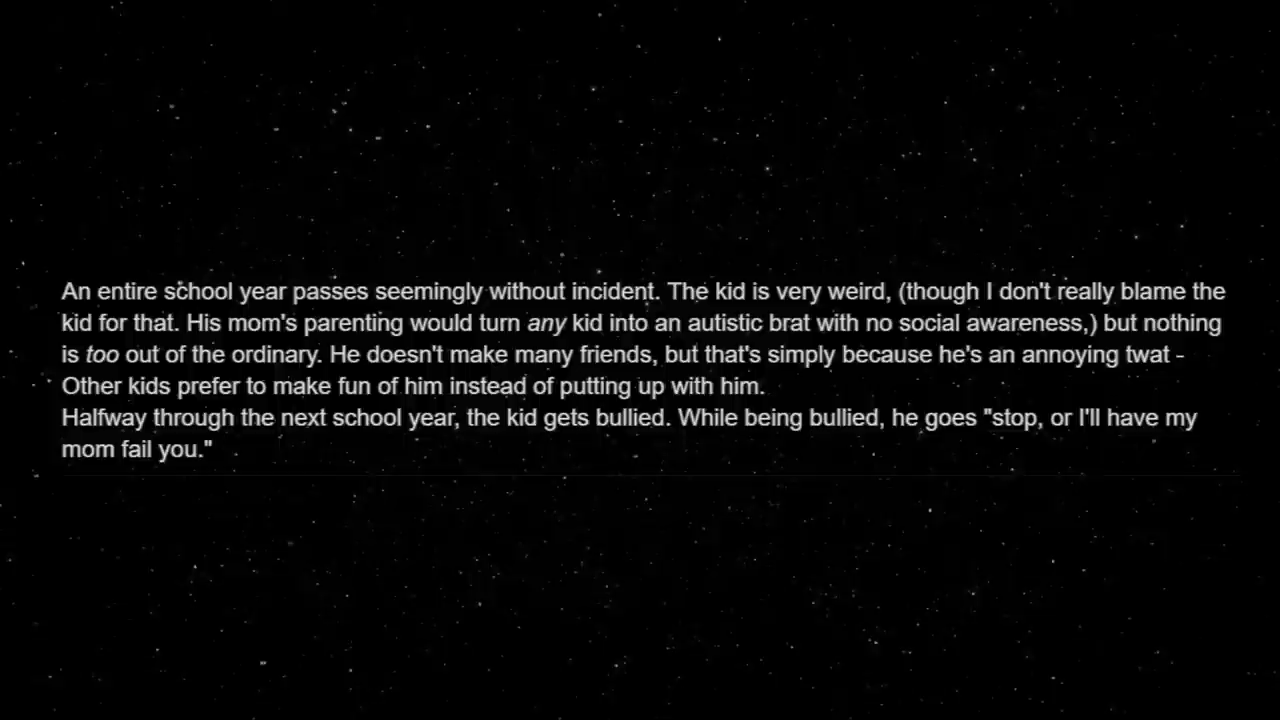 An entire school year passes seemingly without incident. The kid is very weird, (though I don't really blame the
kid for that. His mom's parenting would turn any kid into an autistic brat with no social awareness,) but nothing
is too out of the ordinary. He doesn't make many friends, but that's simply because he's an annoying twat -
Other kids prefer to make fun of him instead of putting up with him.
Halfway through the next school year, the kid gets bullied. While being bullied, he goes "stop, or I'll have my
mom fail you."